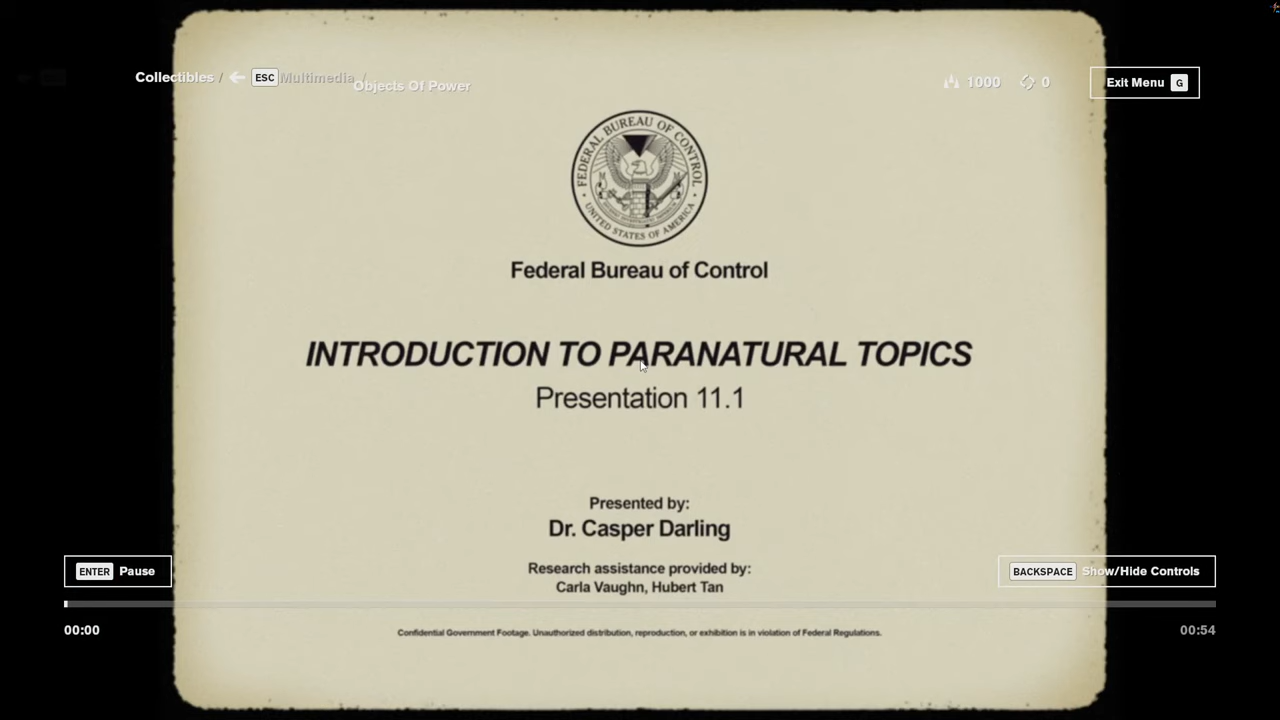 Collectibles / ESC Multimedia /
Objects Of Power
1000 0
Exit Menu G
FEDERAL BUREAU OF CONTROL
UNITED STATES OF AMERICA
Federal Bureau of Control
INTRODUCTION TO PARANATURAL TOPICS
Presentation 11.1
Presented by:
Dr. Casper Darling
ENTER Pause
BACKSPACE Show/Hide Controls
Research assistance provided by:
Carla Vaughn, Hubert Tan
00:00
00:54
Confidential Government Footage. Unauthorized distribution, reproduction, or exhibition is in violation of Federal Regulations.